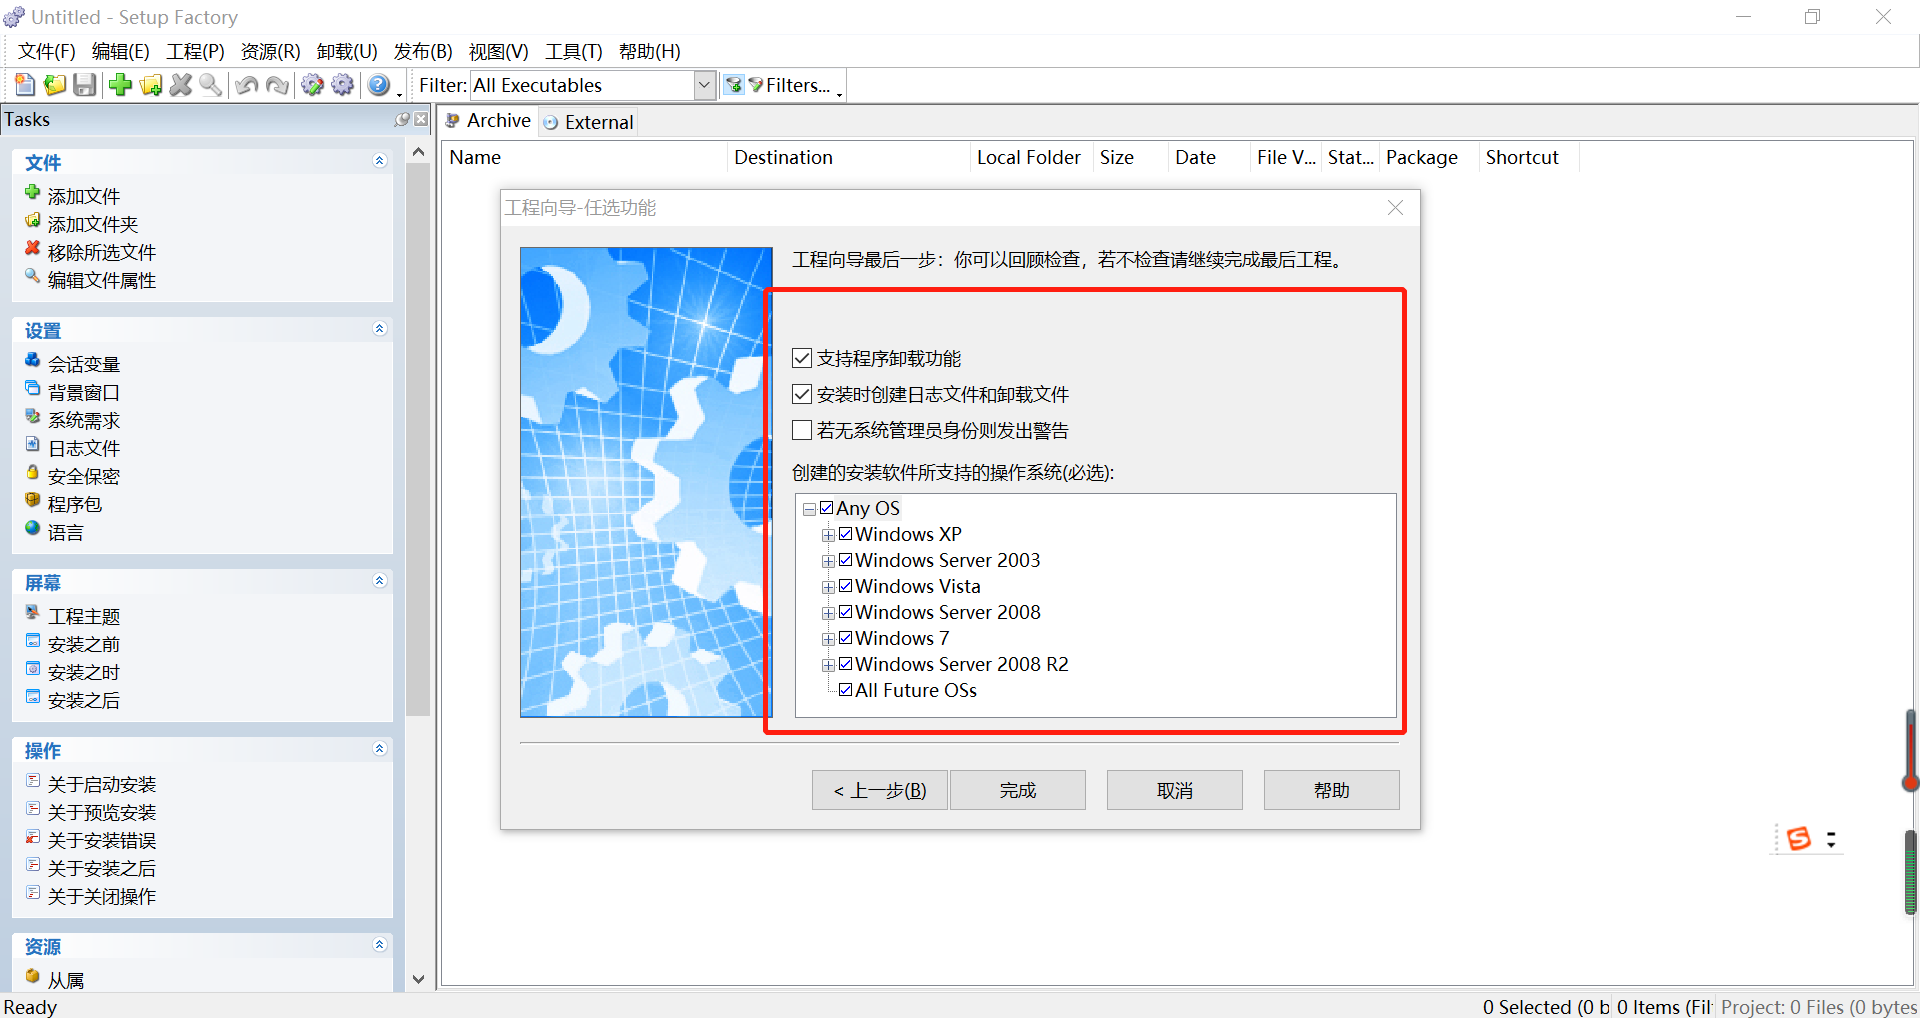 Untitled - Setup Factory
文件(F) 编辑(E) 工程(P) 资源(R) 卸载(U) 发布(B) 视图(V) 工具(T) 帮助(H)
Filter: All Executables Filters...
Tasks
Archive External
Name Destination Local Folder Size Date File V... Stat... Package Shortcut
文件
添加文件
添加文件夹
移除所选文件
编辑文件属性
设置
会话变量
背景窗口
系统需求
日志文件
安全保密
程序包
语言
屏幕
工程主题
安装之前
安装之时
安装之后
操作
关于启动安装
关于预览安装
关于安装错误
关于安装之后
关于关闭操作
资源
从属
工程向导-任选功能
工程向导最后一步：你可以回顾检查，若不检查请继续完成最后工程。
支持程序卸载功能
安装时创建日志文件和卸载文件
若无系统管理员身份则发出警告
创建的安装软件所支持的操作系统(必选):
Any OS
Windows XP
Windows Server 2003
Windows Vista
Windows Server 2008
Windows 7
Windows Server 2008 R2
All Future OSs
< 上一步(B) 完成 取消 帮助
Ready 0 Selected (0 b 0 Items (Fil Project: 0 Files (0 bytes